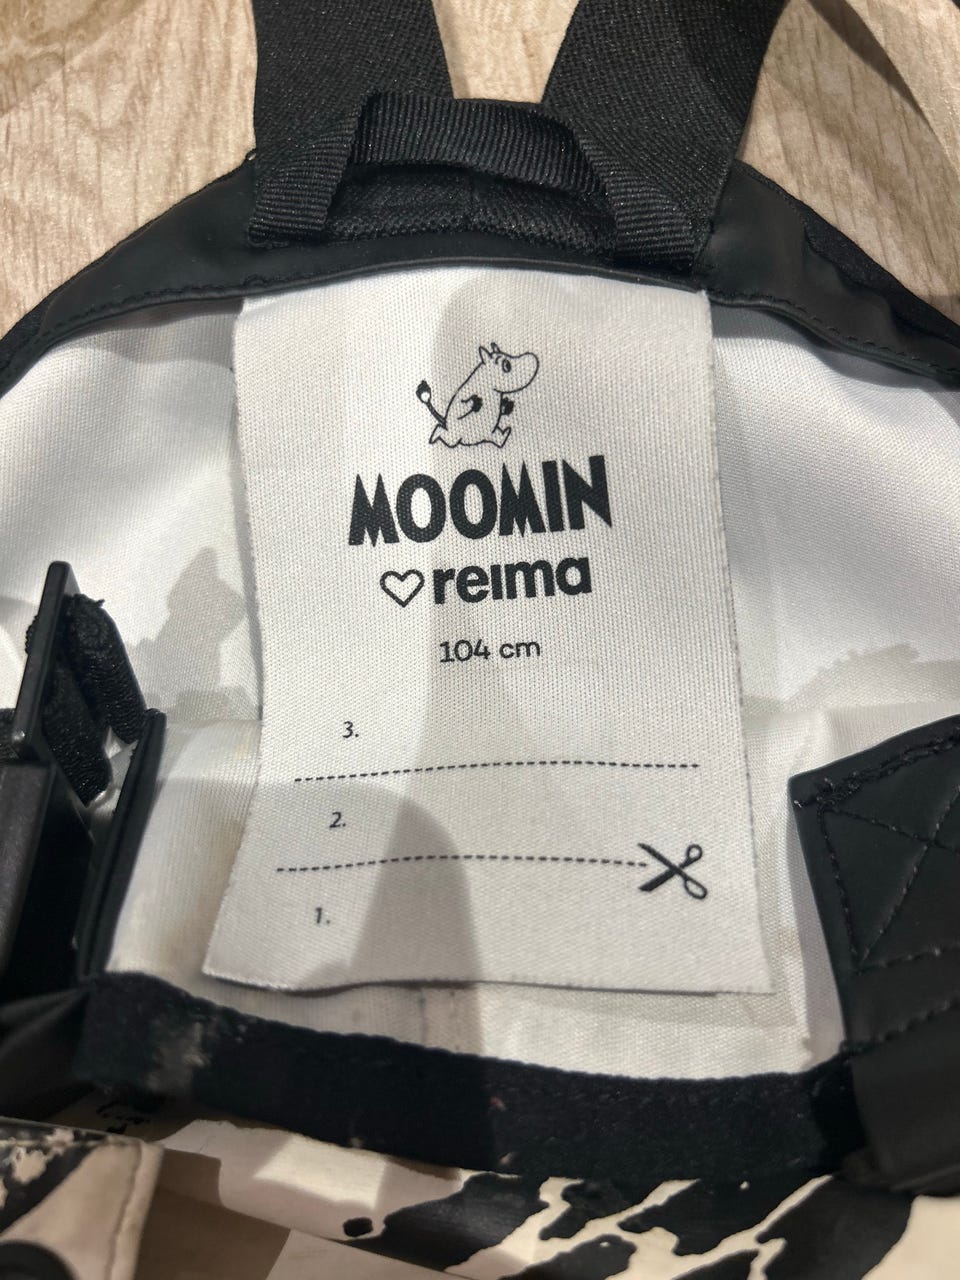 MOOMIN
♡reima
104 cm
3.
2.
1.